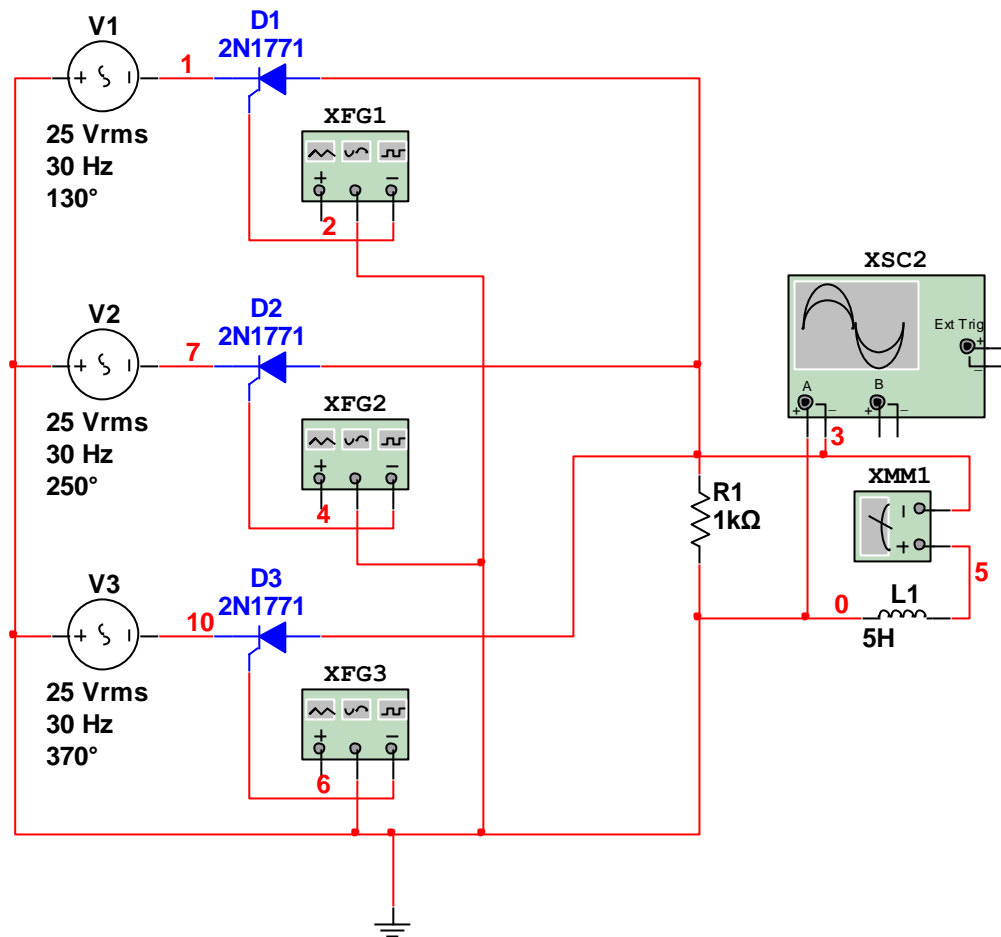 V1
25 Vrms
30 Hz
130°
1
D1
2N1771
XFG1
+
−
2
V2
25 Vrms
30 Hz
250°
7
D2
2N1771
XFG2
+
−
4
V3
25 Vrms
30 Hz
370°
10
D3
2N1771
XFG3
+
−
6
XSC2
Ext Trig
+
−
A
B
+
−
+
−
3
R1
1kΩ
XMM1
−
+
5
0
L1
5H